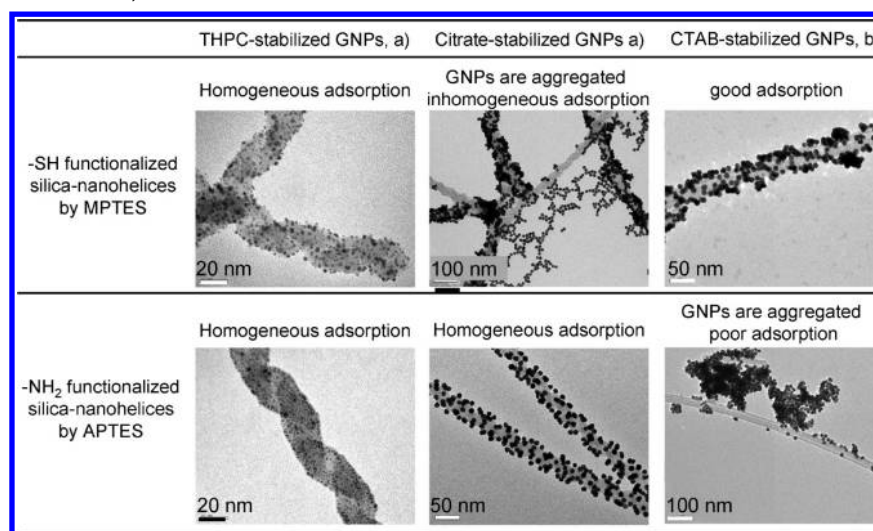 THPC-stabilized GNPs, a)
Citrate-stabilized GNPs a)
CTAB-stabilized GNPs, b
-SH functionalized
silica-nanohelices
by MPTES
Homogeneous adsorption
GNPs are aggregated
inhomogeneous adsorption
good adsorption
20 nm
100 nm
50 nm
-NH₂ functionalized
silica-nanohelices
by APTES
Homogeneous adsorption
Homogeneous adsorption
GNPs are aggregated
poor adsorption
20 nm
50 nm
100 nm